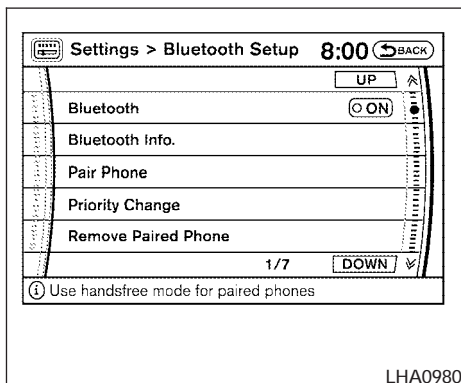 Settings > Bluetooth Setup 8:00 BACK
UP
Bluetooth ON
Bluetooth Info.
Pair Phone
Priority Change
Remove Paired Phone
1/7 DOWN
i Use handsfree mode for paired phones
LHA0980